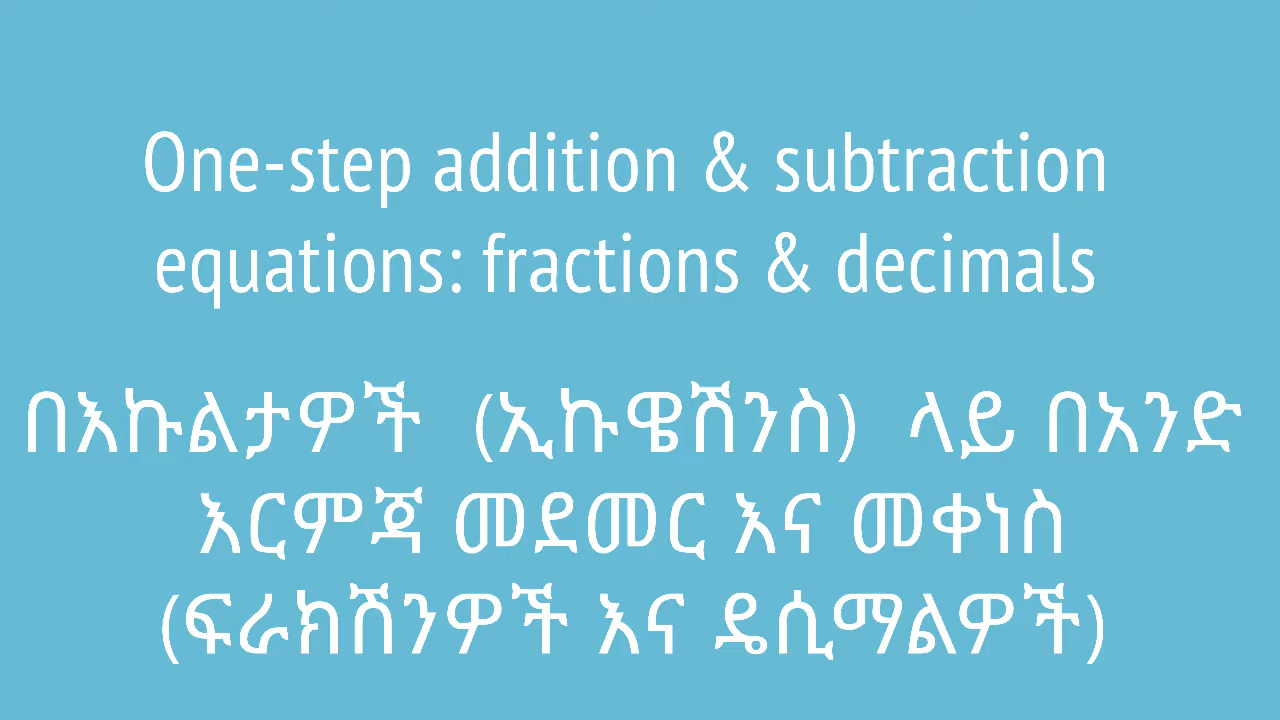 One-step addition & subtraction
equations: fractions & decimals
በእኩልታዎች (ኢኩዌሽንስ) ላይ በአንድ
እርምጃ መደመር እና መቀነስ
(ፍራክሽንዎች እና ዴሲማልዎች)